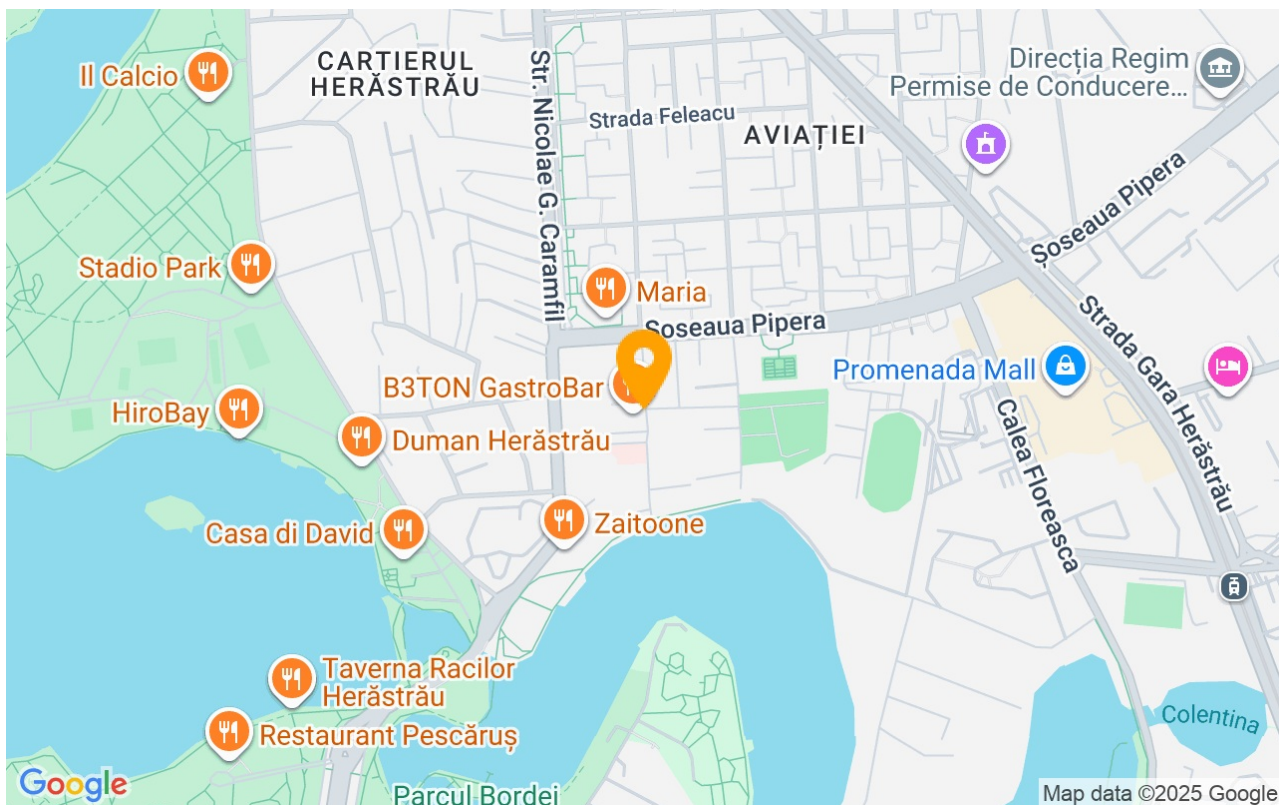 Il Calcio
CARTIERUL
HERĂSTRĂU
Str. Nicolae G. Caramfil
Strada Feleacu
AVIAȚIEI
Direcția Regim
Permise de Conducere...
Șoseaua Pipera
Stadio Park
Maria
Șoseaua Pipera
Strada Gara Herăstrău
B3TON GastroBar
Promenada Mall
HiroBay
Duman Herăstrău
Calea Floreasca
Casa di David
Zaitoone
Taverna Racilor
Herăstrău
Restaurant Pescăruș
Colentina
Google
Parcul Bordei
Map data ©2025 Google